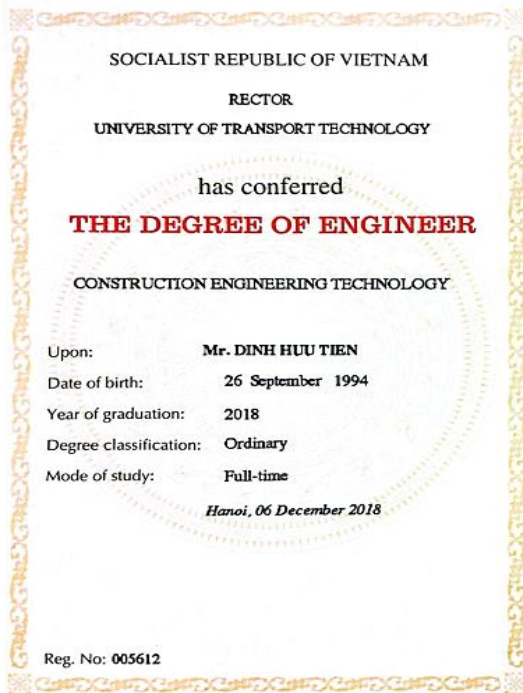 SOCIALIST REPUBLIC OF VIETNAM
RECTOR
UNIVERSITY OF TRANSPORT TECHNOLOGY
has conferred
THE DEGREE OF ENGINEER
CONSTRUCTION ENGINEERING TECHNOLOGY
Upon: Mr. DINH HUU TIEN
Date of birth: 26 September 1994
Year of graduation: 2018
Degree classification: Ordinary
Mode of study: Full-time
Hanoi, 06 December 2018
Reg. No: 005612